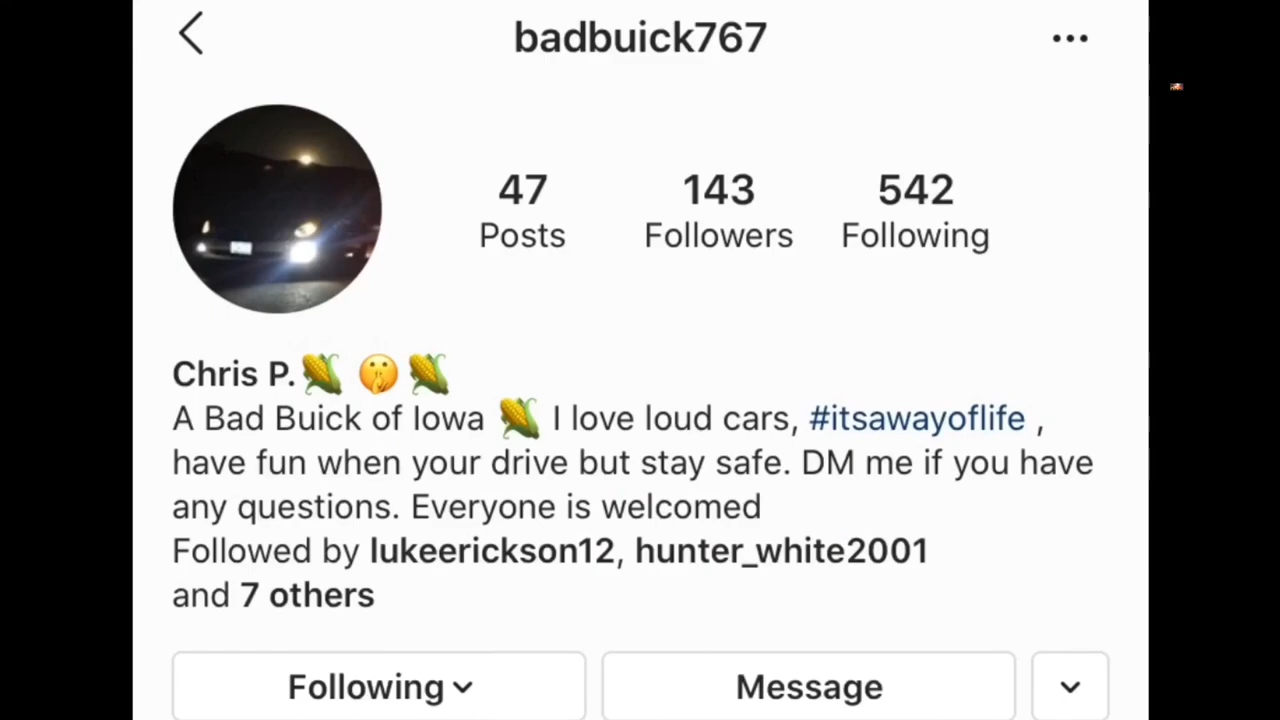 badbuick767
47 143 542
Posts Followers Following
Chris P.🌽 🤫 🌽
A Bad Buick of Iowa 🌽 I love loud cars, #itsawayoflife ,
have fun when your drive but stay safe. DM me if you have
any questions. Everyone is welcomed
Followed by lukeerickson12, hunter_white2001
and 7 others
Following Message